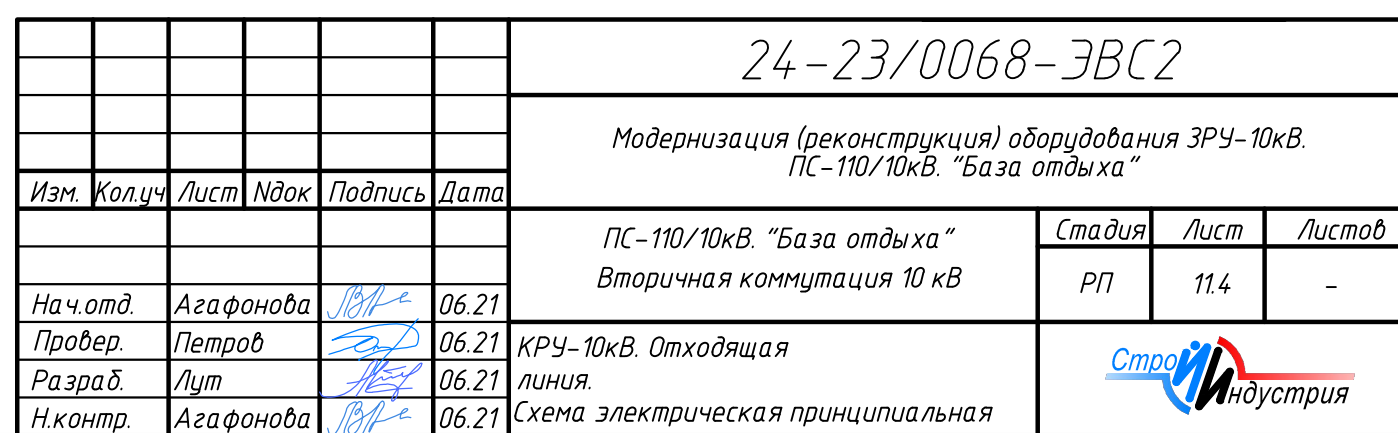 24-23/0068-ЭВС2
Модернизация (реконструкция) оборудования ЗРУ-10кВ.
ПС-110/10кВ. "База отдыха"
Изм. Кол.уч Лист Nдок Подпись Дата
ПС-110/10кВ. "База отдыха"
Вторичная коммутация 10 кВ
Стадия Лист Листов
РП 11.4 -
Нач.отд. Агафонова 06.21
Провер. Петров 06.21
Разраб. Лут 06.21
Н.контр. Агафонова 06.21
КРУ-10кВ. Отходящая
линия.
Схема электрическая принципиальная
СтройИндустрия